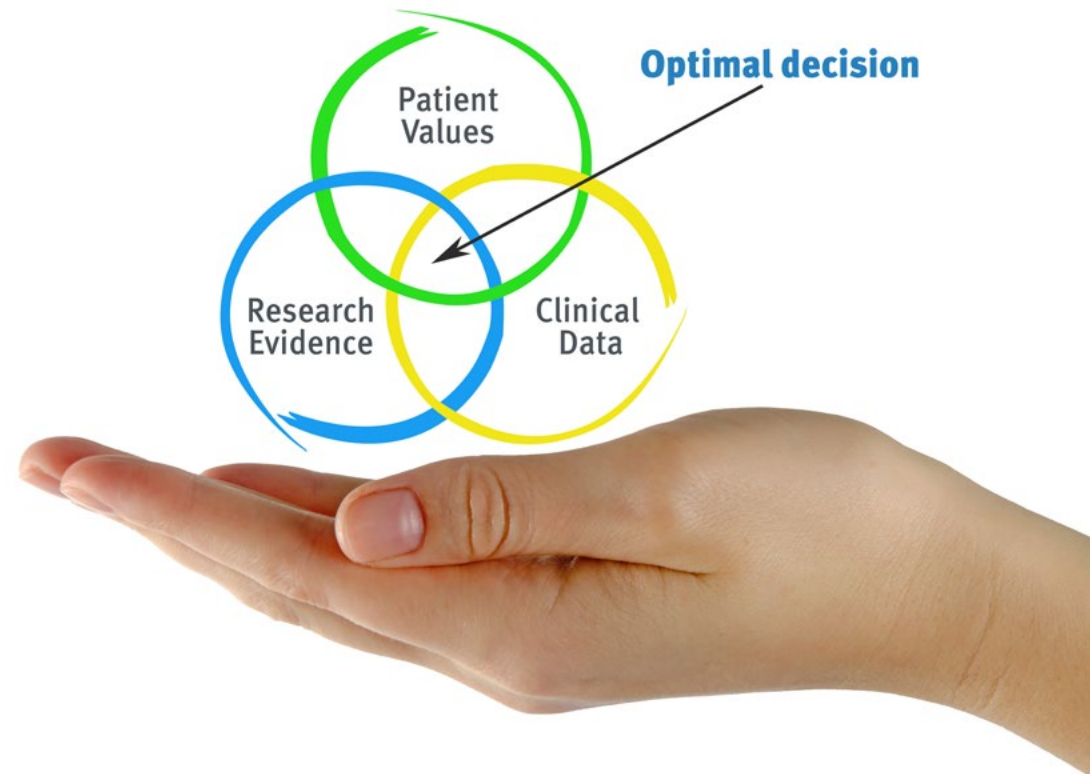 Optimal decision
Patient
Values
Research
Evidence
Clinical
Data